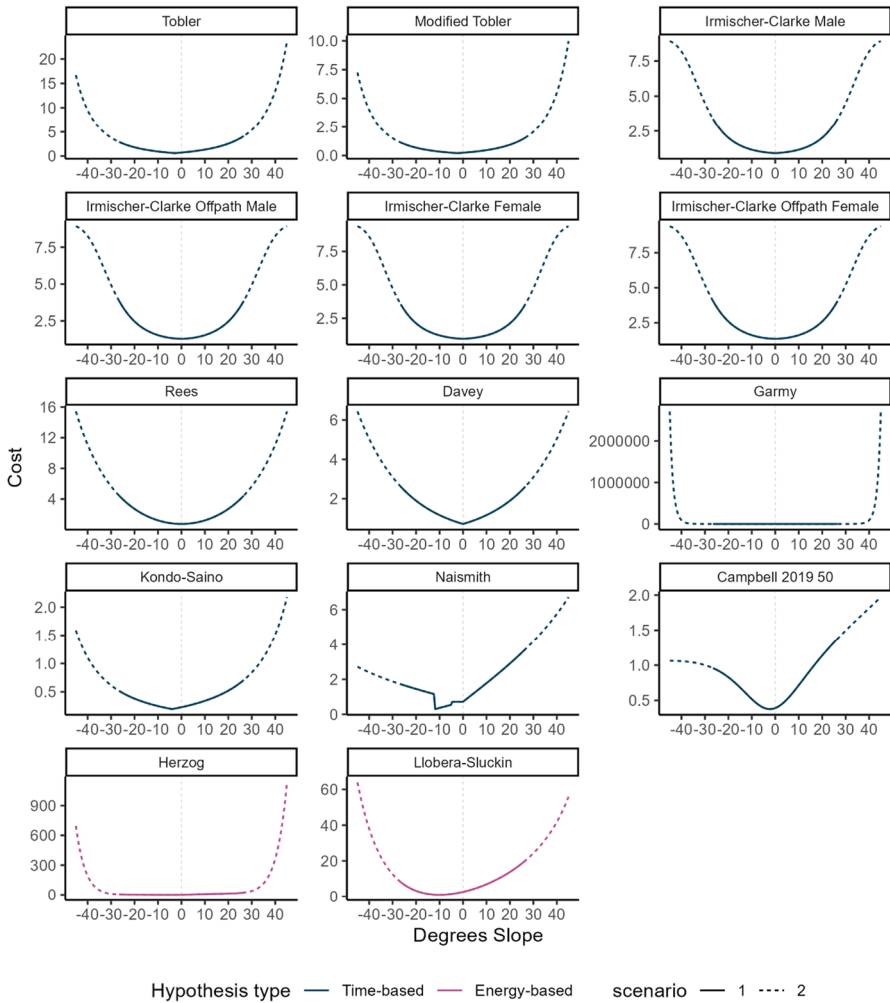 Tobler
Modified Tobler
Irmischer-Clarke Male
20
15
10
5
0
10.0
7.5
5.0
2.5
0.0
7.5
5.0
2.5
-40 -30 -20 -10 0 10 20 30 40
-40 -30 -20 -10 0 10 20 30 40
-40 -30 -20 -10 0 10 20 30 40
Irmischer-Clarke Offpath Male
Irmischer-Clarke Female
Irmischer-Clarke Offpath Female
7.5
5.0
2.5
7.5
5.0
2.5
7.5
5.0
2.5
-40 -30 -20 -10 0 10 20 30 40
-40 -30 -20 -10 0 10 20 30 40
-40 -30 -20 -10 0 10 20 30 40
Rees
Davey
Garmy
Cost
16
12
8
4
6
4
2
2000000
1000000
0
-40 -30 -20 -10 0 10 20 30 40
-40 -30 -20 -10 0 10 20 30 40
-40 -30 -20 -10 0 10 20 30 40
Kondo-Saino
Naismith
Campbell 2019 50
2.0
1.5
1.0
0.5
6
4
2
0
2.0
1.5
1.0
0.5
-40 -30 -20 -10 0 10 20 30 40
-40 -30 -20 -10 0 10 20 30 40
-40 -30 -20 -10 0 10 20 30 40
Herzog
Llobera-Sluckin
900
600
300
0
60
40
20
0
-40 -30 -20 -10 0 10 20 30 40
-40 -30 -20 -10 0 10 20 30 40
Degrees Slope
Hypothesis type Time-based Energy-based scenario 1 2